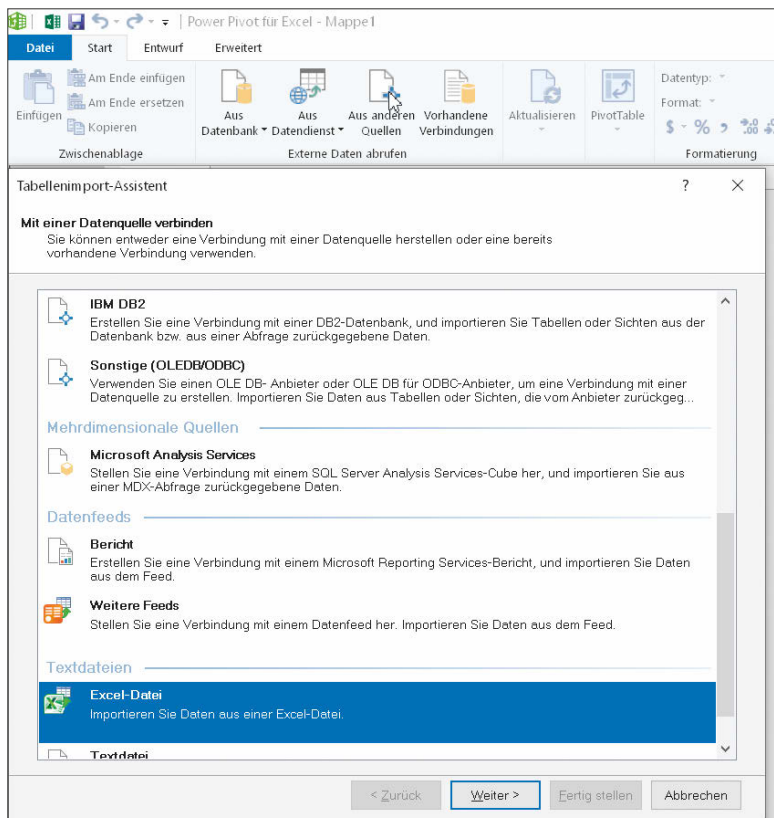 Power Pivot für Excel - Mappe1
Datei Start Entwurf Erweitert
Einfügen
Am Ende einfügen
Am Ende ersetzen
Kopieren
Zwischenablage
Aus Datenbank
Aus Datendienst
Aus anderen Quellen
Vorhandene Verbindungen
Externe Daten abrufen
Aktualisieren
PivotTable
Datentyp:
Format:
$ %
Formatierung
Tabellenimport-Assistent ?
Mit einer Datenquelle verbinden
Sie können entweder eine Verbindung mit einer Datenquelle herstellen oder eine bereits
vorhandene Verbindung verwenden.
IBM DB2
Erstellen Sie eine Verbindung mit einer DB2-Datenbank, und importieren Sie Tabellen oder Sichten aus der
Datenbank bzw. aus einer Abfrage zurückgegebene Daten.
Sonstige (OLEDB/ODBC)
Verwenden Sie einen OLE DB- Anbieter oder OLE DB für ODBC-Anbieter, um eine Verbindung mit einer
Datenquelle zu erstellen. Importieren Sie Daten aus Tabellen oder Sichten, die vom Anbieter zurückgeg...
Mehrdimensionale Quellen
Microsoft Analysis Services
Stellen Sie eine Verbindung mit einem SQL Server Analysis Services-Cube her, und importieren Sie aus
einer MDX-Abfrage zurückgegebene Daten.
Datenfeeds
Bericht
Erstellen Sie eine Verbindung mit einem Microsoft Reporting Services-Bericht, und importieren Sie Daten
aus dem Feed.
Weitere Feeds
Stellen Sie eine Verbindung mit einem Datenfeed her. Importieren Sie Daten aus dem Feed.
Textdateien
Excel-Datei
Importieren Sie Daten aus einer Excel-Datei.
Textdatei
< Zurück Weiter > Fertig stellen Abbrechen